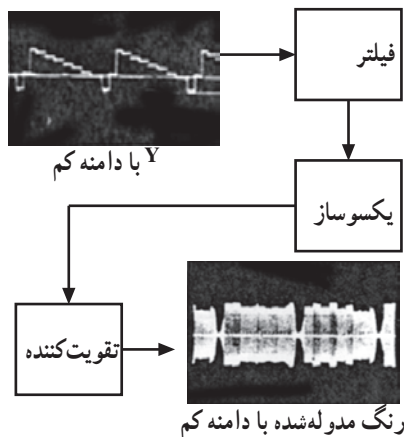 فیلتر
Y با دامنه کم
یکسوساز
تقویت‌کننده
رنگ مدوله‌شده با دامنه کم